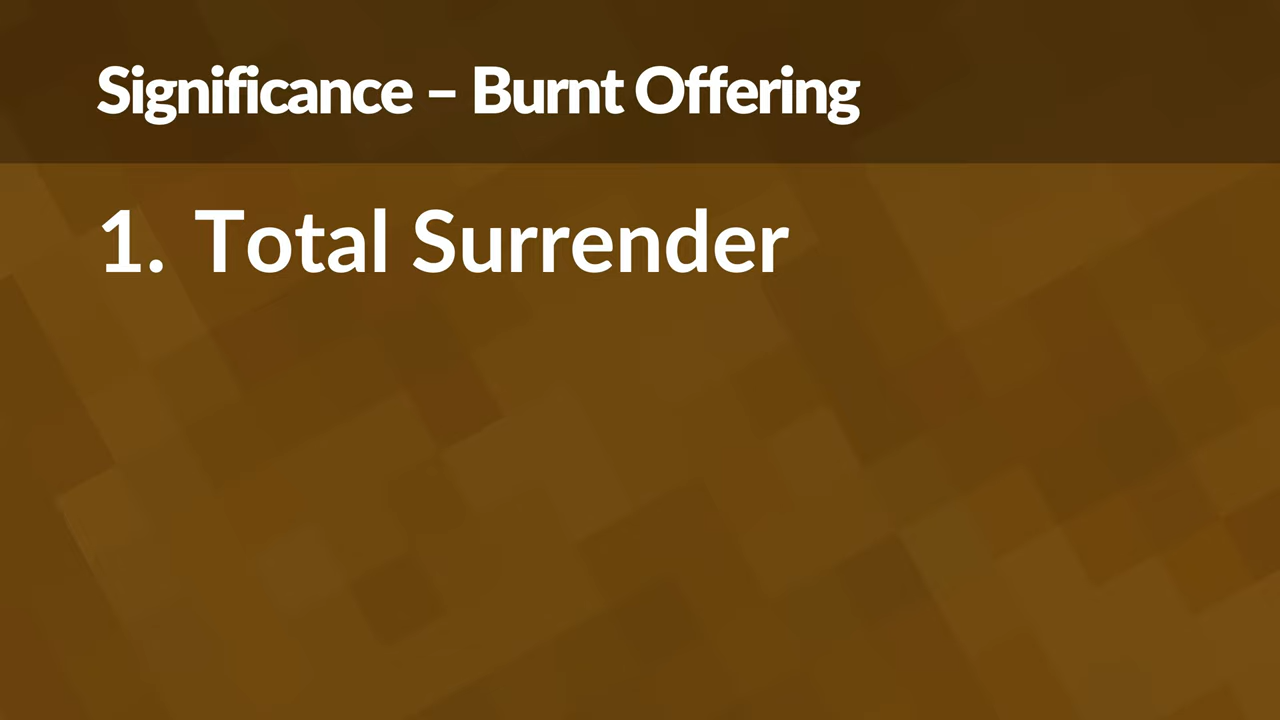 Significance – Burnt Offering
1. Total Surrender